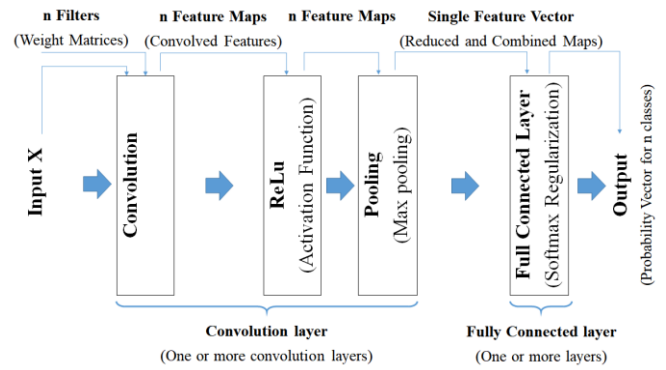 n Filters
(Weight Matrices)
n Feature Maps
(Convolved Features)
n Feature Maps
Single Feature Vector
(Reduced and Combined Maps)
Input X
Convolution
ReLu
(Activation Function)
Pooling
(Max pooling)
Full Connected Layer
(Softmax Regularization)
Output
(Probability Vector for n classes)
Convolution layer
(One or more convolution layers)
Fully Connected layer
(One or more layers)